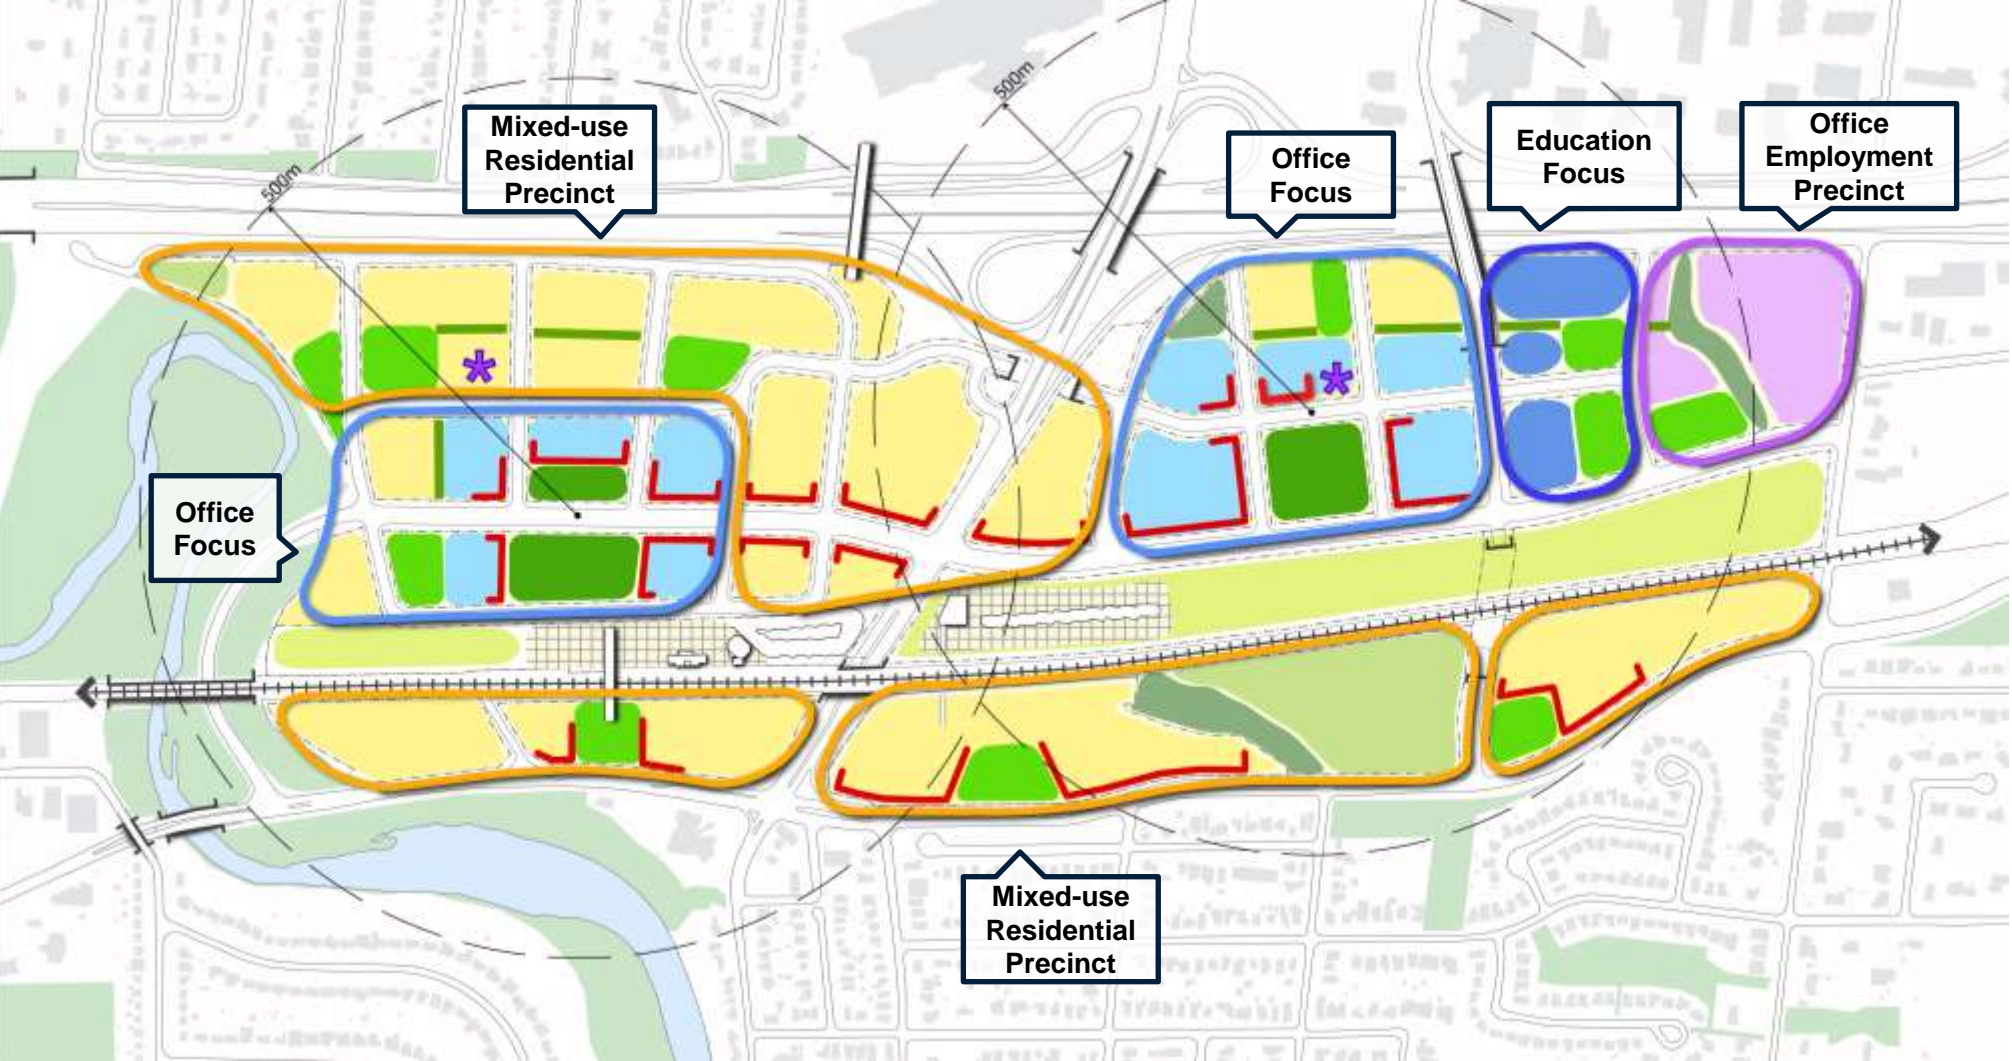 500m
Mixed-use
Residential
Precinct
500m
Office
Focus
Education
Focus
Office
Employment
Precinct
Office
Focus
Mixed-use
Residential
Precinct